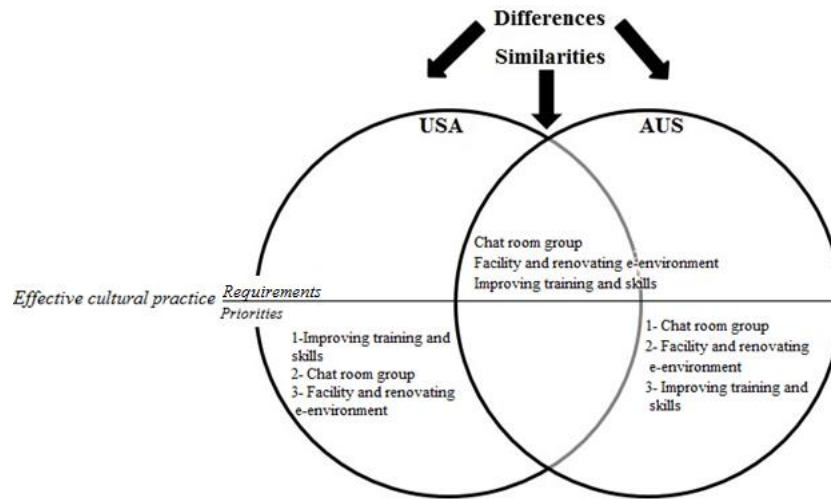 Differences
Similarities
USA
AUS
Chat room group
Facility and renovating e-environment
Improving training and skills
Effective cultural practice
Requirements
Priorities
1-Improving training and
skills
2- Chat room group
3- Facility and renovating
e-environment
1- Chat room group
2- Facility and renovating
e-environment
3- Improving training and
skills